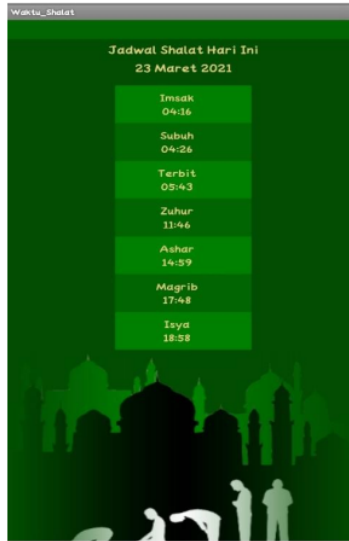 Waktu_Shalat
Jadwal Shalat Hari Ini
23 Maret 2021
Imsak
04:16
Subuh
04:26
Terbit
05:43
Zuhur
11:46
Ashar
14:59
Magrib
17:48
Isya
18:58